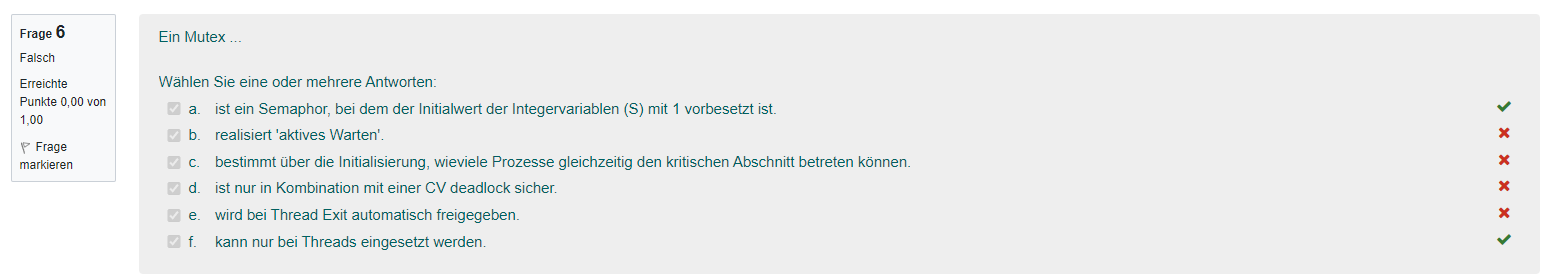 Frage 6
Falsch
Erreichte
Punkte 0,00 von
1,00
Frage
markieren
Ein Mutex ...
Wählen Sie eine oder mehrere Antworten:
a. ist ein Semaphor, bei dem der Initialwert der Integervariablen (S) mit 1 vorbesetzt ist.
b. realisiert 'aktives Warten'.
c. bestimmt über die Initialisierung, wieviele Prozesse gleichzeitig den kritischen Abschnitt betreten können.
d. ist nur in Kombination mit einer CV deadlock sicher.
e. wird bei Thread Exit automatisch freigegeben.
f. kann nur bei Threads eingesetzt werden.